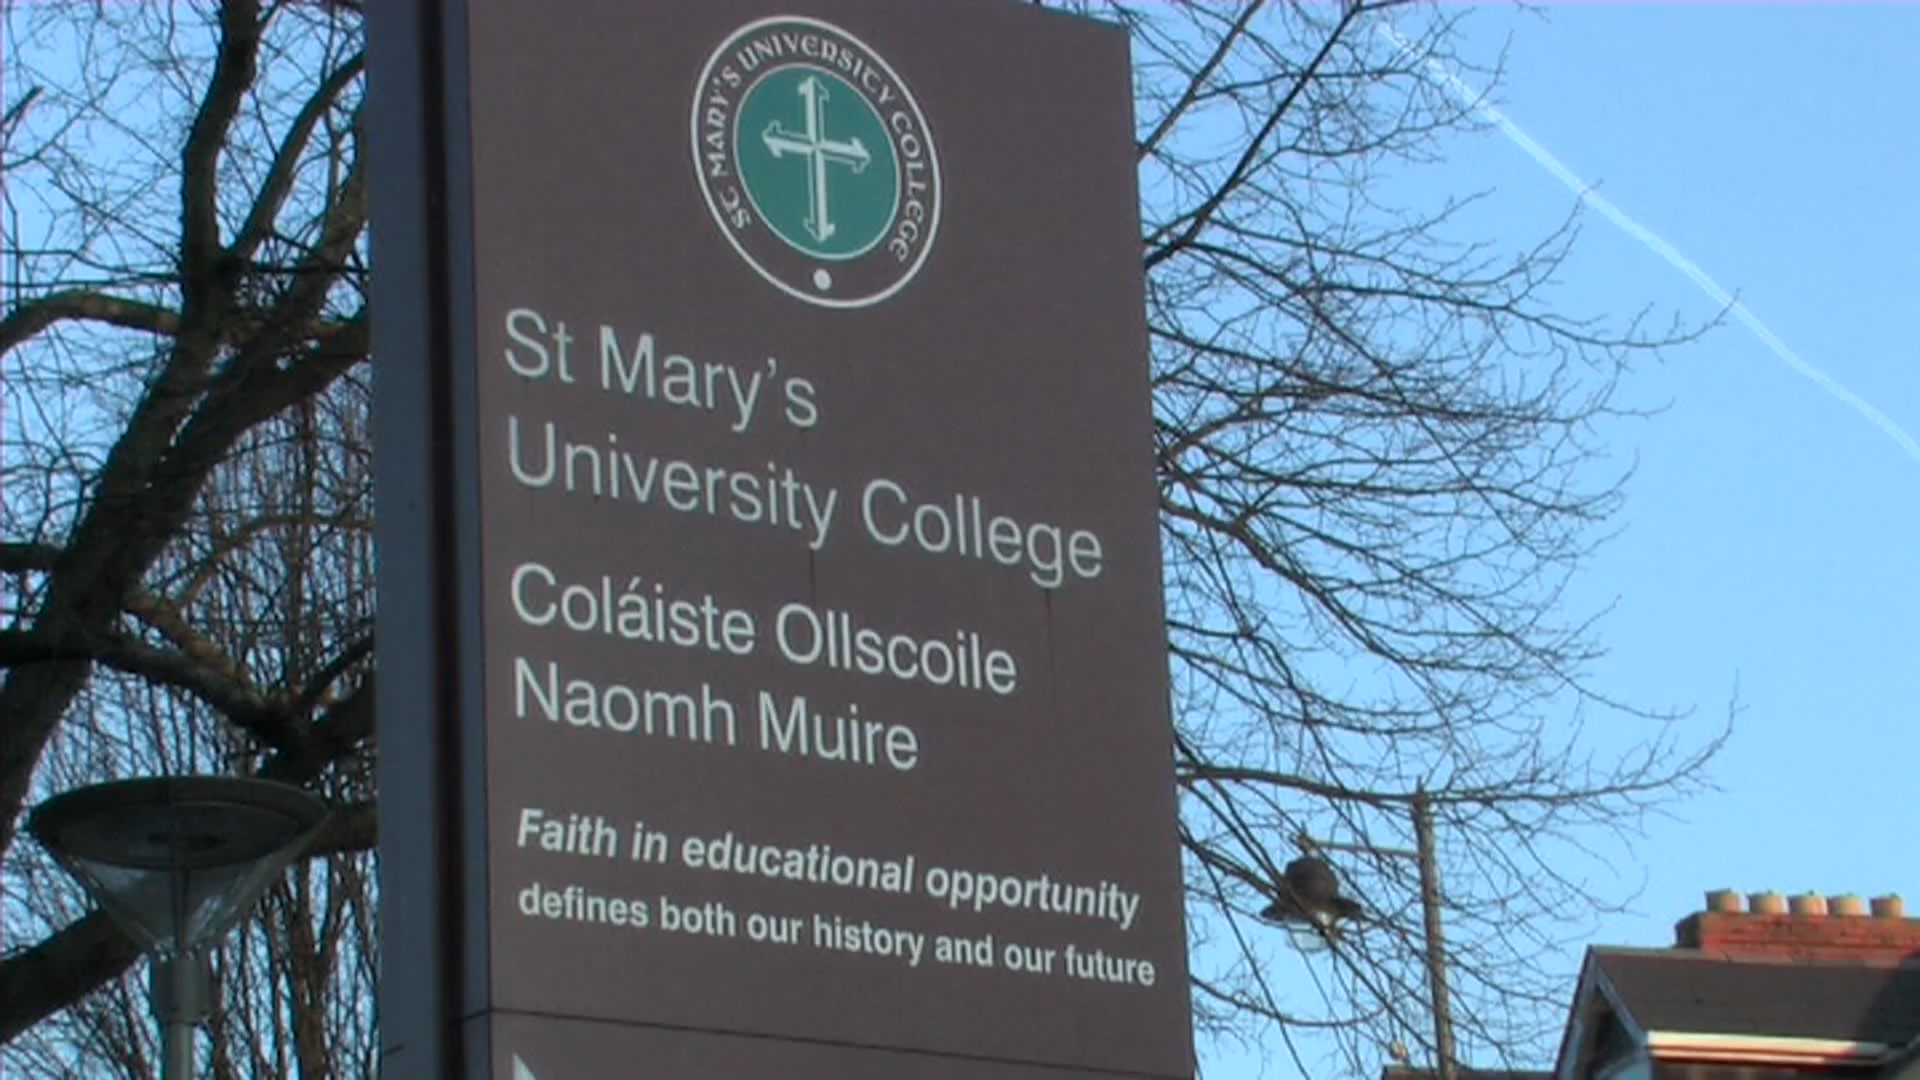 ST. MARY'S UNIVERSITY COLLEGE
St Mary's
University College
Coláiste Ollscoile
Naomh Muire
Faith in educational opportunity
defines both our history and our future